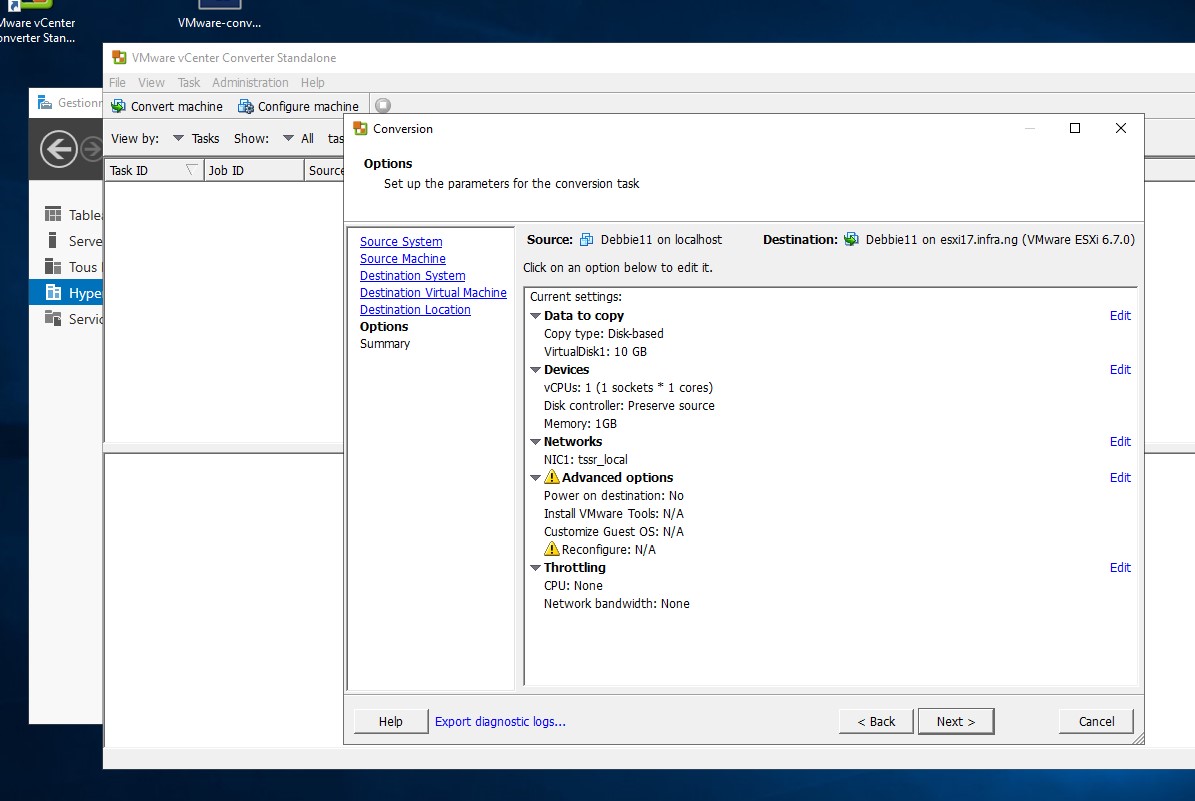 Mware vCenter
onverter Stan...
VMware-conv...
VMware vCenter Converter Standalone
File View Task Administration Help
Gestionn
Convert machine Configure machine
View by: Tasks Show: All tas
Task ID Job ID Source
Tablea
Serve
Tous
Hype
Servic
Conversion
Options
Set up the parameters for the conversion task
Source System
Source Machine
Destination System
Destination Virtual Machine
Destination Location
Options
Summary
Source: Debbie11 on localhost Destination: Debbie11 on esxi17.infra.ng (VMware ESXi 6.7.0)
Click on an option below to edit it.
Current settings:
Data to copy Edit
Copy type: Disk-based
VirtualDisk1: 10 GB
Devices Edit
vCPUs: 1 (1 sockets * 1 cores)
Disk controller: Preserve source
Memory: 1GB
Networks Edit
NIC1: tssr_local
Advanced options Edit
Power on destination: No
Install VMware Tools: N/A
Customize Guest OS: N/A
Reconfigure: N/A
Throttling Edit
CPU: None
Network bandwidth: None
Help Export diagnostic logs... < Back Next > Cancel